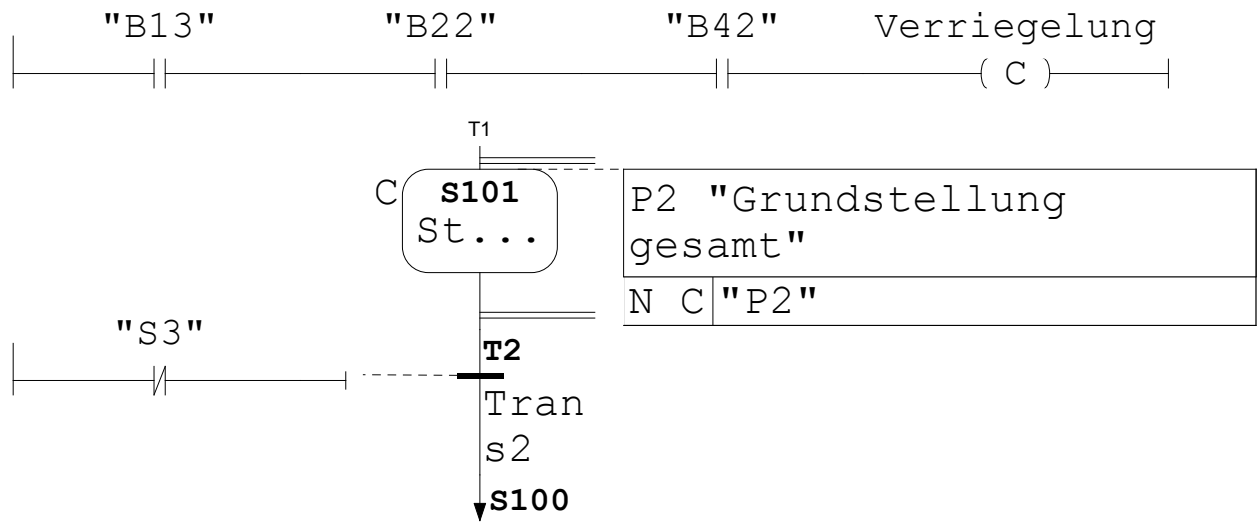 "B13" "B22" "B42" Verriegelung
( C )
T1
C S101
St...
P2 "Grundstellung
gesamt"
N C "P2"
"S3"
T2
Tran
s2
S100